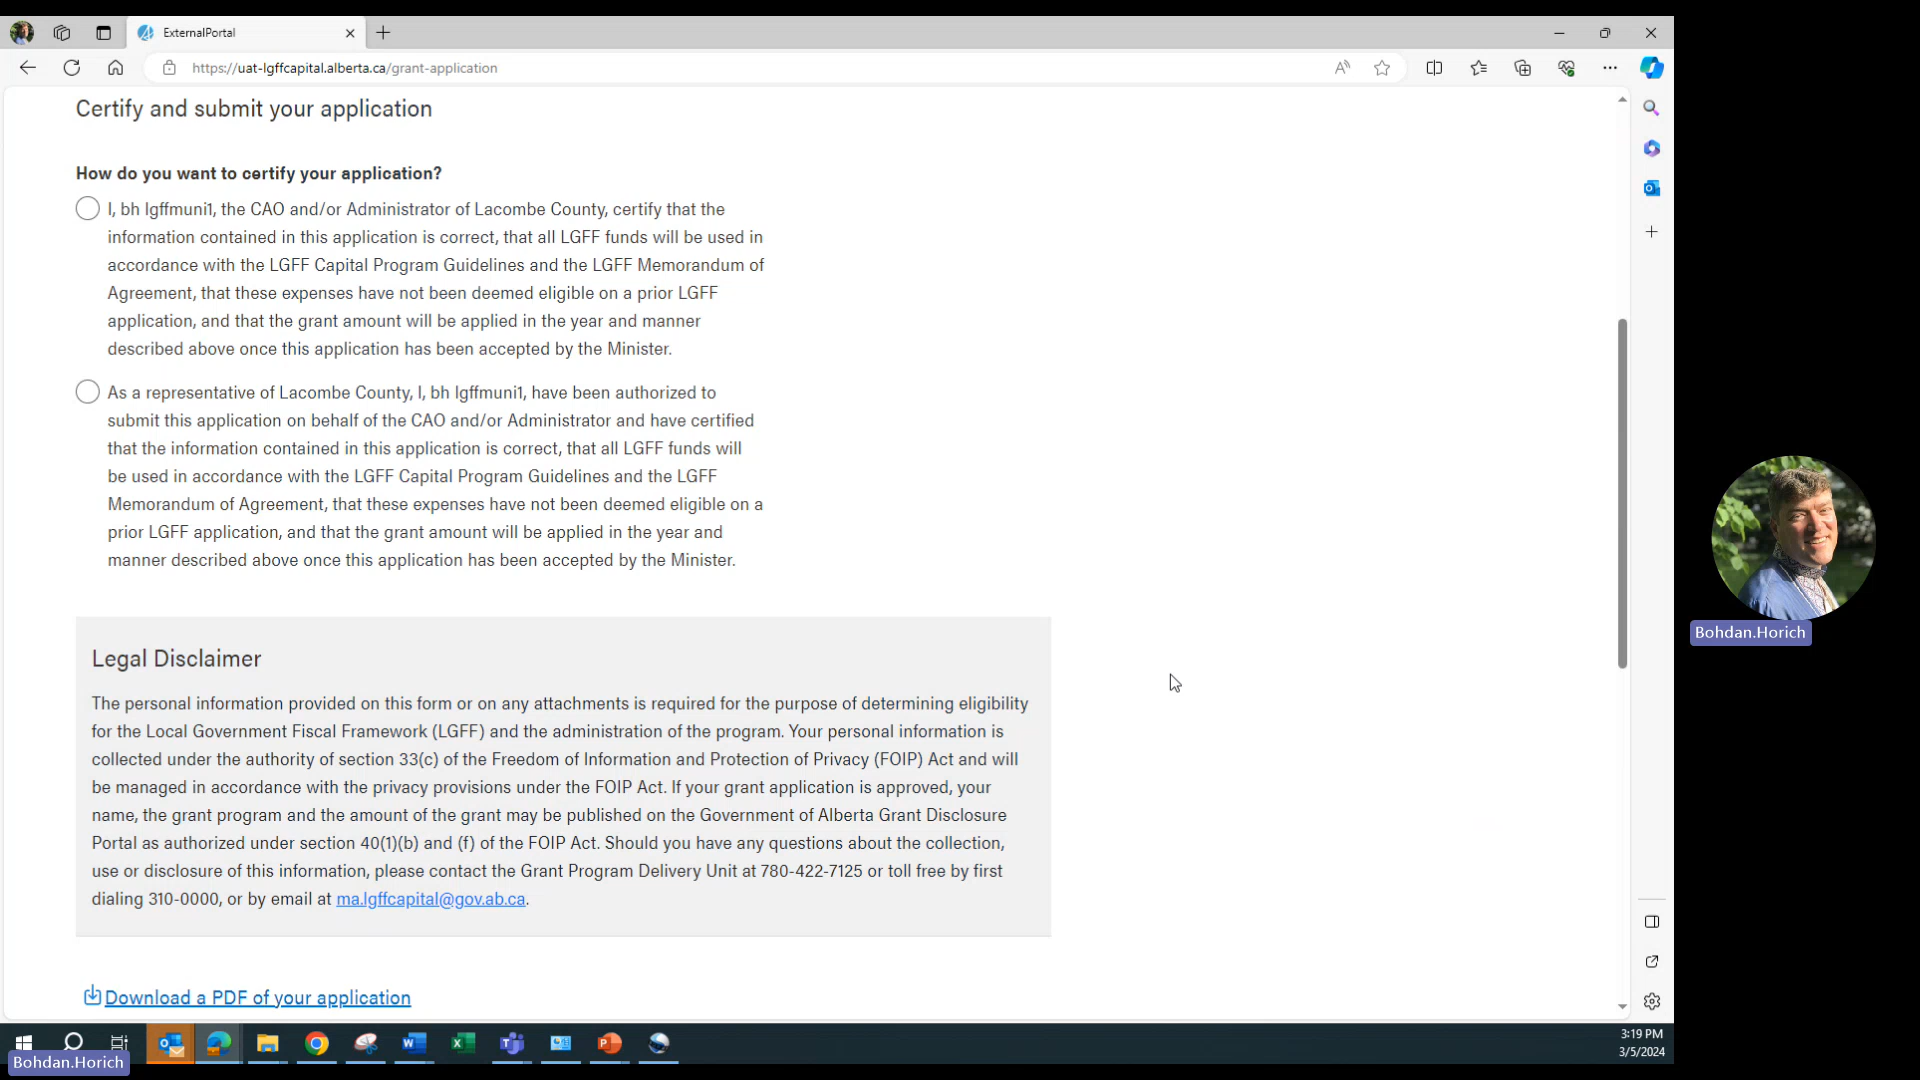 ExternalPortal
https://uat-lgffcapital.alberta.ca/grant-application
Certify and submit your application
How do you want to certify your application?
I, bh lgffmuni1, the CAO and/or Administrator of Lacombe County, certify that the
information contained in this application is correct, that all LGFF funds will be used in
accordance with the LGFF Capital Program Guidelines and the LGFF Memorandum of
Agreement, that these expenses have not been deemed eligible on a prior LGFF
application, and that the grant amount will be applied in the year and manner
described above once this application has been accepted by the Minister.
As a representative of Lacombe County, I, bh lgffmuni1, have been authorized to
submit this application on behalf of the CAO and/or Administrator and have certified
that the information contained in this application is correct, that all LGFF funds will
be used in accordance with the LGFF Capital Program Guidelines and the LGFF
Memorandum of Agreement, that these expenses have not been deemed eligible on a
prior LGFF application, and that the grant amount will be applied in the year and
manner described above once this application has been accepted by the Minister.
Legal Disclaimer
The personal information provided on this form or on any attachments is required for the purpose of determining eligibility
for the Local Government Fiscal Framework (LGFF) and the administration of the program. Your personal information is
collected under the authority of section 33(c) of the Freedom of Information and Protection of Privacy (FOIP) Act and will
be managed in accordance with the privacy provisions under the FOIP Act. If your grant application is approved, your
name, the grant program and the amount of the grant may be published on the Government of Alberta Grant Disclosure
Portal as authorized under section 40(1)(b) and (f) of the FOIP Act. Should you have any questions about the collection,
use or disclosure of this information, please contact the Grant Program Delivery Unit at 780-422-7125 or toll free by first
dialing 310-0000, or by email at ma.lgffcapital@gov.ab.ca.
Download a PDF of your application
Bohdan.Horich
3:19 PM
3/5/2024
Bohdan.Horich